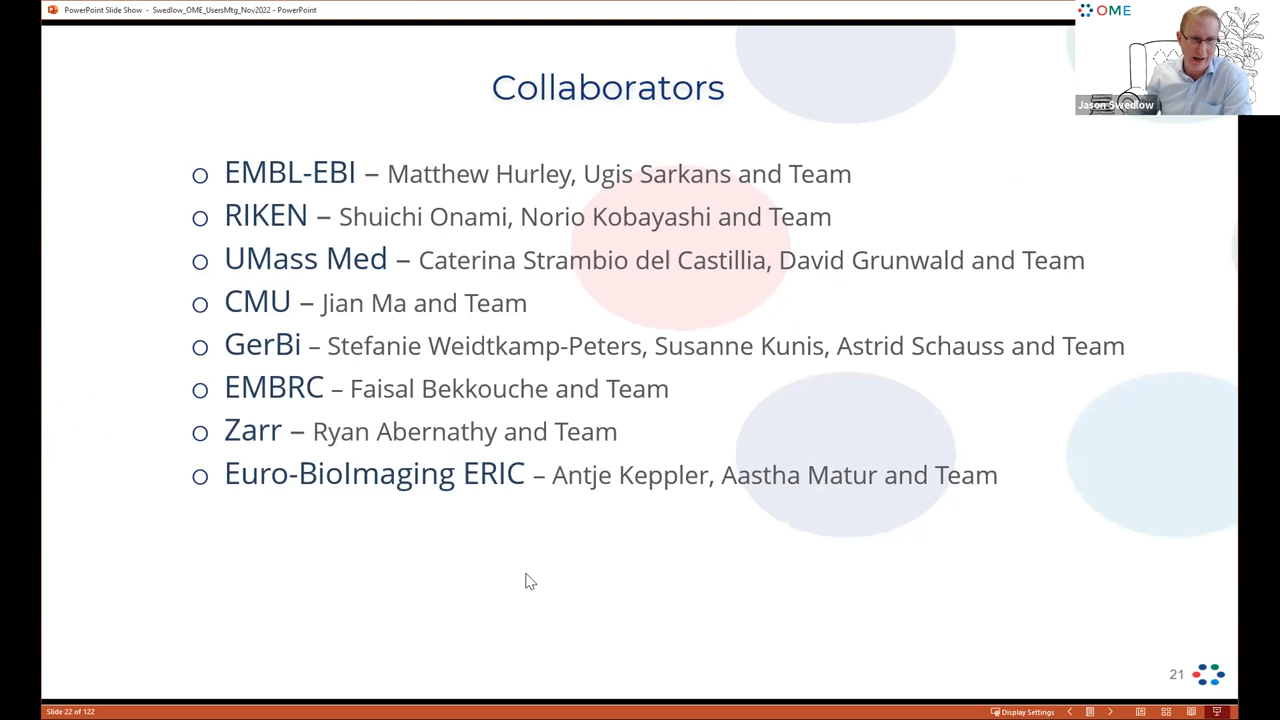 PowerPoint Slide Show - Swedlow_OME_UsersMtg_Nov2022 - PowerPoint
OME
Jason Swedlow
Collaborators
o EMBL-EBI – Matthew Hurley, Ugis Sarkans and Team
o RIKEN – Shuichi Onami, Norio Kobayashi and Team
o UMass Med – Caterina Strambio del Castillia, David Grunwald and Team
o CMU – Jian Ma and Team
o GerBi – Stefanie Weidtkamp-Peters, Susanne Kunis, Astrid Schauss and Team
o EMBRC – Faisal Bekkouche and Team
o Zarr – Ryan Abernathy and Team
o Euro-BioImaging ERIC – Antje Keppler, Aastha Matur and Team
21
Slide 22 of 122
Display Settings